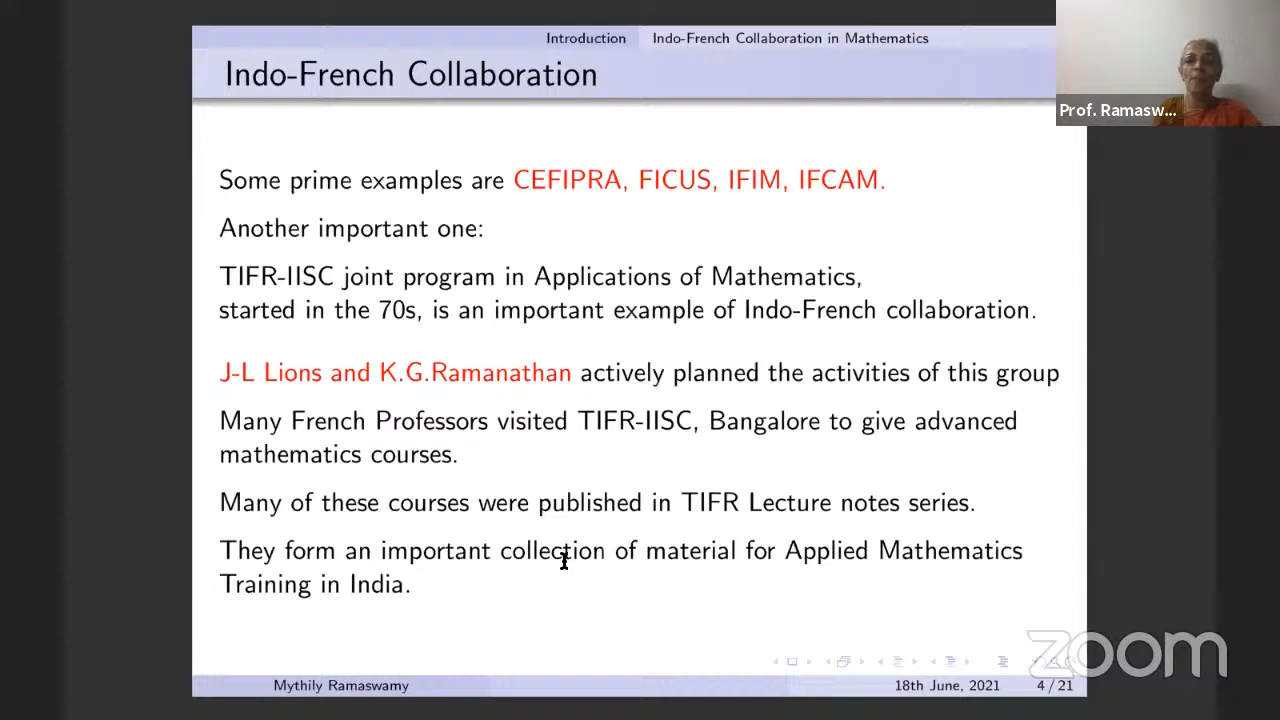 Introduction Indo-French Collaboration in Mathematics
Indo-French Collaboration
Prof. Ramasw...
Some prime examples are CEFIPRA, FICUS, IFIM, IFCAM.
Another important one:
TIFR-IISC joint program in Applications of Mathematics,
started in the 70s, is an important example of Indo-French collaboration.
J-L Lions and K.G.Ramanathan actively planned the activities of this group
Many French Professors visited TIFR-IISC, Bangalore to give advanced
mathematics courses.
Many of these courses were published in TIFR Lecture notes series.
They form an important collection of material for Applied Mathematics
Training in India.
zoom
Mythily Ramaswamy 18th June, 2021 4 / 21